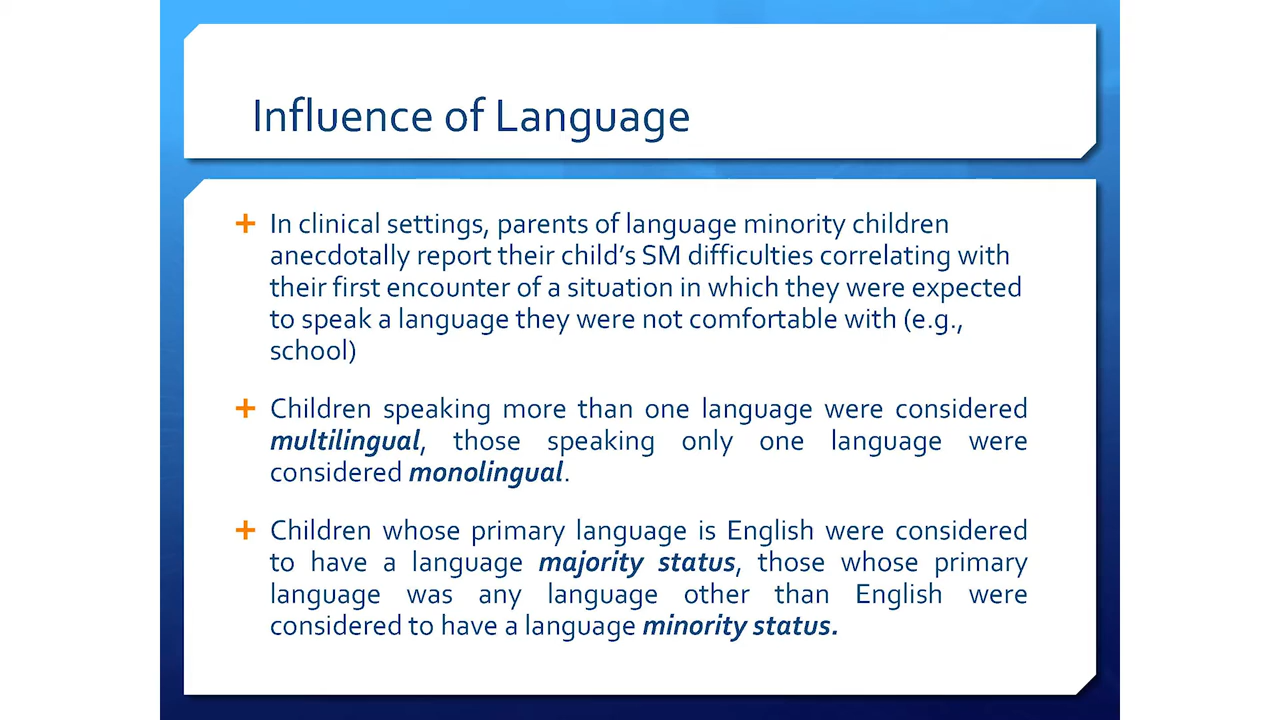 Influence of Language
In clinical settings, parents of language minority children
anecdotally report their child's SM difficulties correlating with
their first encounter of a situation in which they were expected
to speak a language they were not comfortable with (e.g.,
school)
Children speaking more than one language were considered
multilingual, those speaking only one language were
considered monolingual.
Children whose primary language is English were considered
to have a language majority status, those whose primary
language was any language other than English were
considered to have a language minority status.